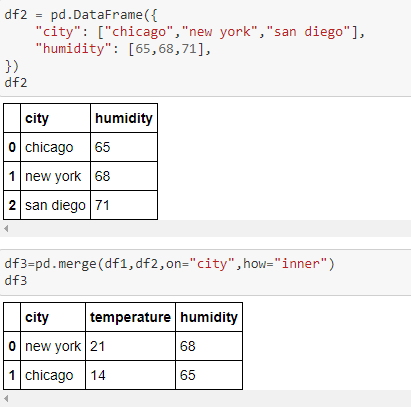 df2 = pd.DataFrame({
    "city": ["chicago","new york","san diego"],
    "humidity": [65,68,71],
})
df2
city humidity
0 chicago 65
1 new york 68
2 san diego 71
df3=pd.merge(df1,df2,on="city",how="inner")
df3
city temperature humidity
0 new york 21 68
1 chicago 14 65